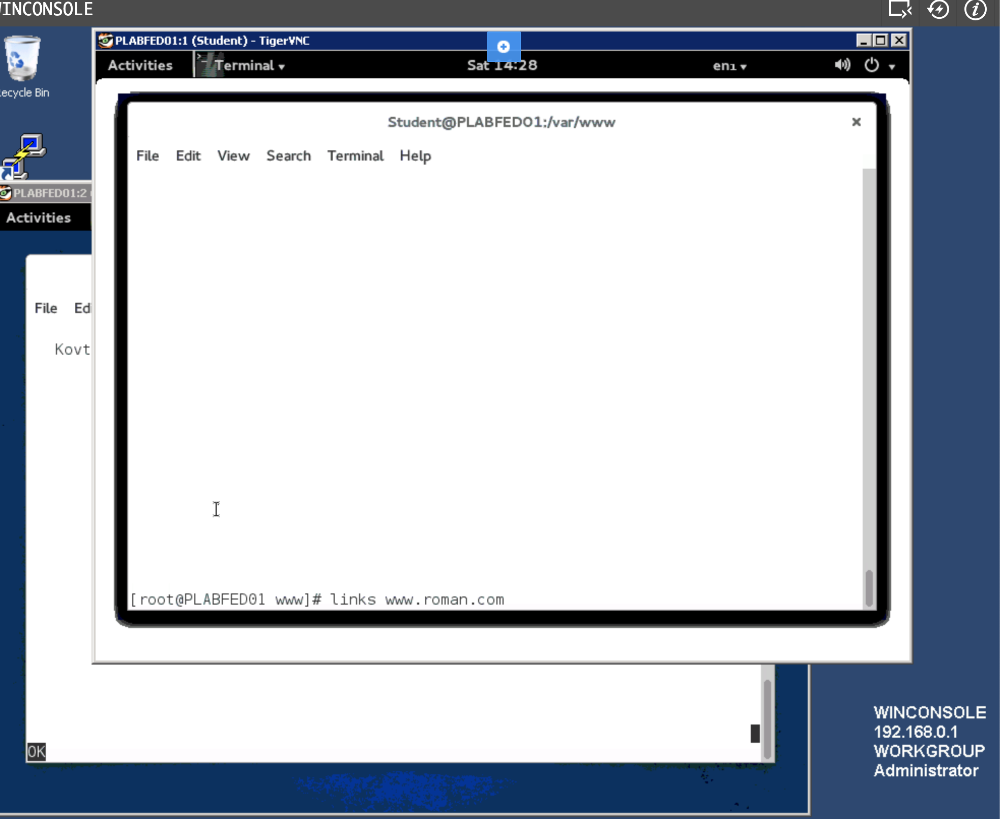 WINCONSOLE
PLABFED01:1 (Student) - TigerVNC
Activities Terminal Sat 14:28 en1
Recycle Bin
Student@PLABFED01:/var/www
File Edit View Search Terminal Help
PLABFED01:2
Activities
File Ed
Kovt
[root@PLABFED01 www]# links www.roman.com
OK
WINCONSOLE
192.168.0.1
WORKGROUP
Administrator